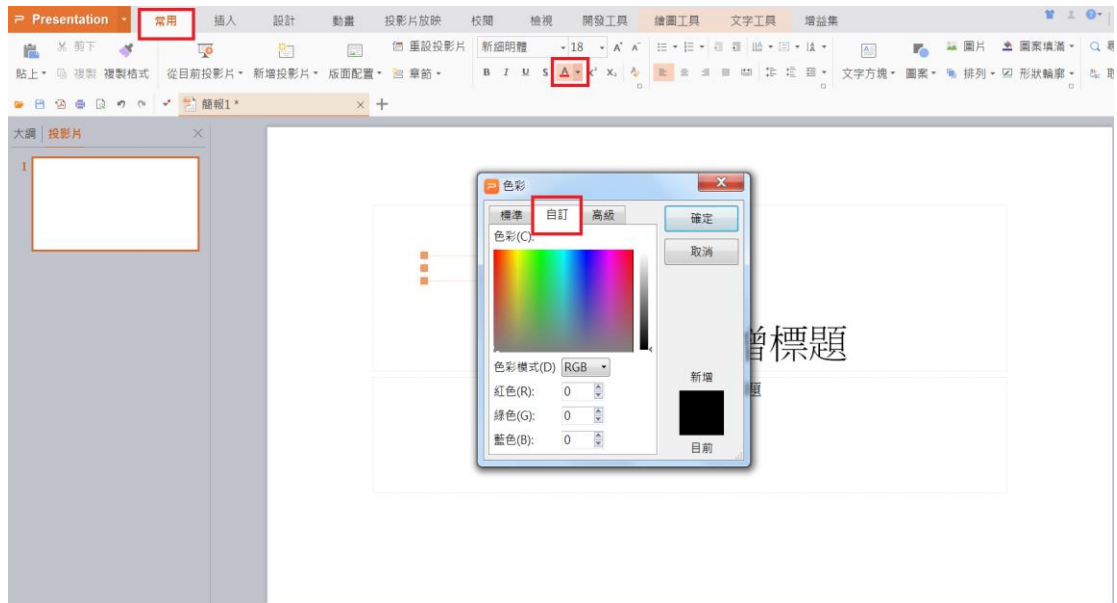 Presentation 常用 插入 設計 動畫 投影片放映 校閱 檢視 開發工具 繪圖工具 文字工具 增益集
剪下 重設投影片 新細明體 18 A A 圖片 圖案填滿
貼上 複製 複製格式 從目前投影片 新增投影片 版面配置 章節 B I U S A X² X₂ 文字方塊 圖案 排列 形狀輪廓
簡報1 *
大綱 投影片
1
色彩
標準 自訂 高級 確定
色彩(C): 取消
增標題
色彩模式(D) RGB
新增
紅色(R): 0
題
綠色(G): 0
藍色(B): 0
目前